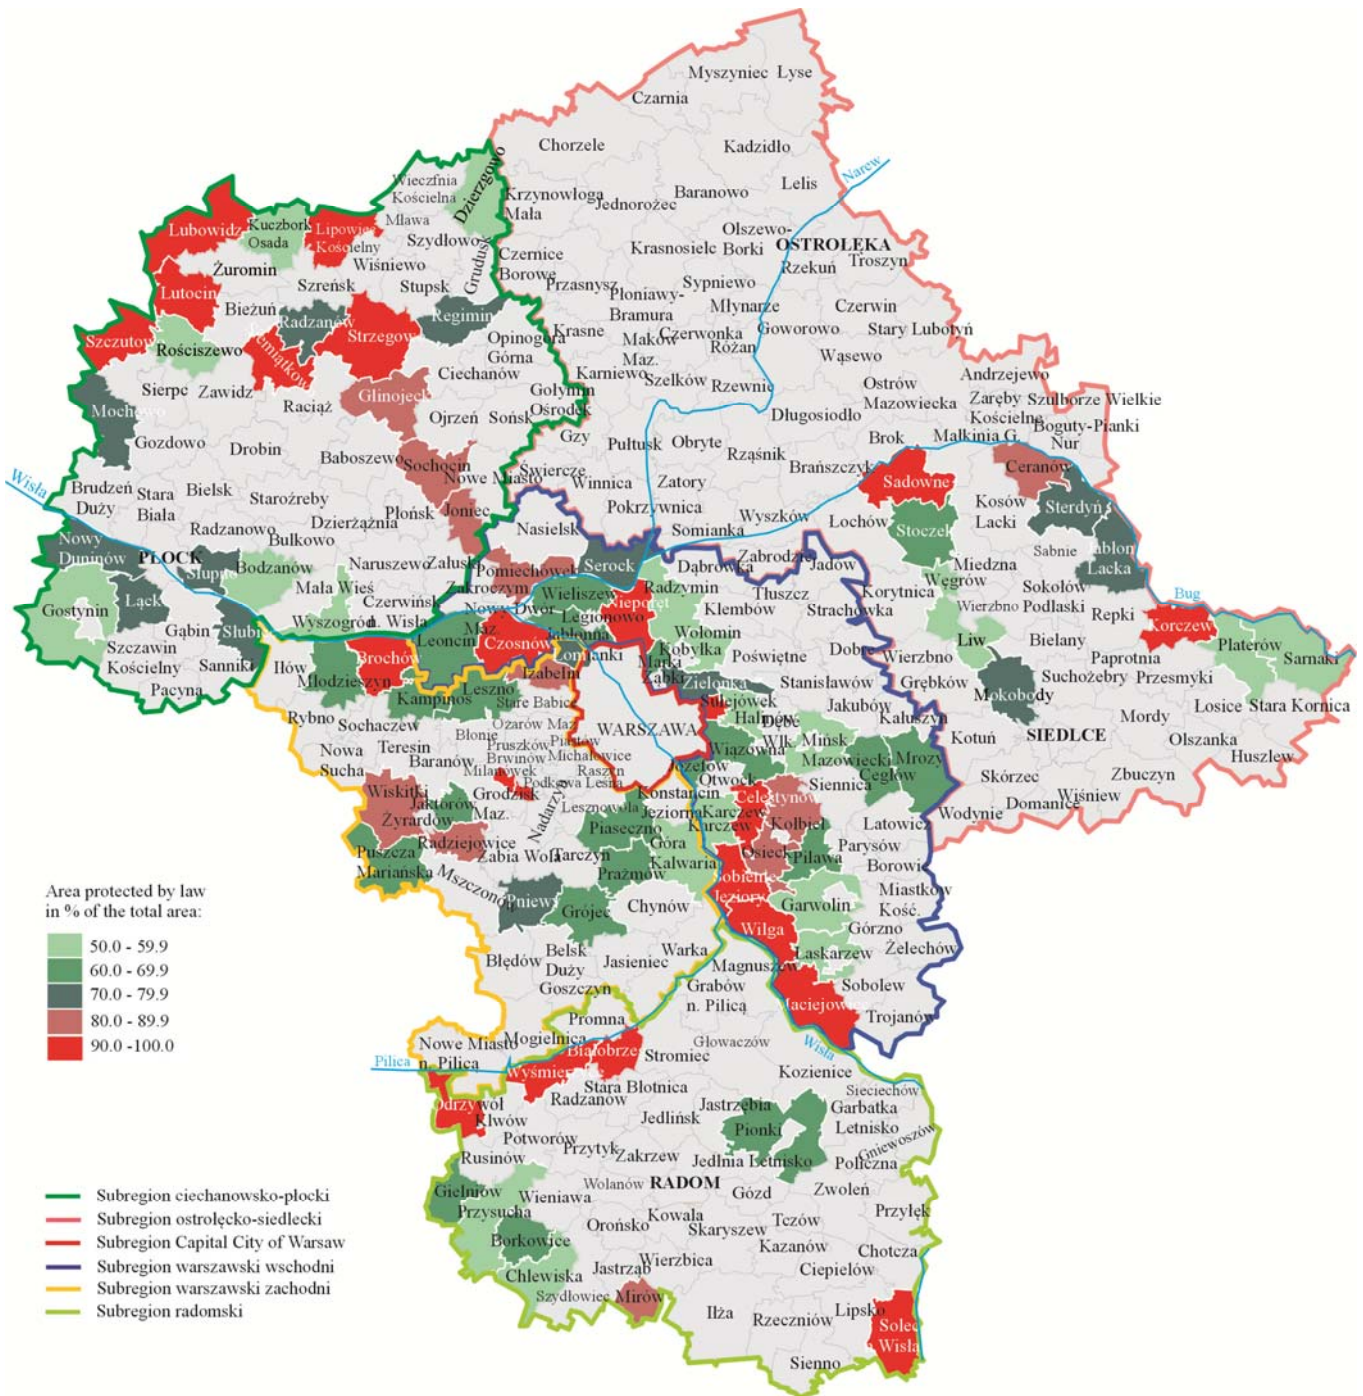 Myszyniec
Łyse
Czarnia
Chorzele
Kadzidło
Narew
Wieczfnia
Kościelna
Dzierzgowo
Krzynowłoga
Mała
Jednorożec
Baranowo
Lelis
Lubowidz
Kuczbork
Osada
Lipowiec
Kościelny
Mława
Szydłowo
Olszewo-
Borki
OSTROŁĘKA
Krasnosielc
Rzekuń
Troszyn
Żuromin
Wiśniewo
Grudusk
Czernice
Borowe
Przasnysz
Sypniewo
Lutocin
Szreńsk
Stupsk
Płoniawy-
Bramura
Młynarze
Czerwin
Bieżuń
Radzanów
Regimin
Krasne
Czerwonka
Goworowo
Stary Lubotyń
Szczutowo
Rościszewo
Strzegowo
Opinogóra
Górna
Maków
Maz.
Różan
Wąsewo
Ciechanów
Karniewo
Szelków
Rzewnie
Andrzejewo
Sierpc
Zawidz
Raciąż
Glinojeck
Gołymin
Ośrodek
Ostrów
Mazowiecka
Zaręby
Kościelne
Szulborze Wielkie
Mochowo
Ojrzeń
Sońsk
Długosiodło
Boguty-Pianki
Gozdowo
Drobin
Gzy
Pułtusk
Obryte
Brok
Małkinia G.
Nur
Baboszewo
Sochocin
Rząśnik
Brańszczyk
Ceranów
Wisła
Nowe Miasto
Świercze
Winnica
Zatory
Sadowne
Brudzeń
Duży
Stara
Biała
Bielsk
Staroźreby
Płońsk
Joniec
Pokrzywnica
Wyszków
Kosów
Lacki
Sterdyń
Radzanowo
Dzierżążnia
Nasielsk
Somianka
Łochów
Stoczek
Nowy
Duninów
PŁOCK
Bulkowo
Sabnie
Jabłon
Lacka
Słupno
Bodzanów
Naruszewo
Załuski
Pomiechówek
Serock
Dąbrówka
Zabrodzie
Jadów
Miedzna
Łąck
Mała Wieś
Zakroczym
Wieliszew
Radzymin
Tłuszcz
Korytnica
Węgrów
Sokołów
Podlaski
Bug
Gostynin
Czerwińsk
n. Wisłą
Wyszogród
Nowy Dwór
Maz.
Legionowo
Nieporęt
Klembów
Strachówka
Wierzbno
Repki
Gąbin
Słubice
Leoncin
Czosnów
Jabłonna
Wołomin
Liw
Bielany
Korczew
Szczawin
Kościelny
Sanniki
Iłów
Brochów
Łomianki
Kobyłka
Marki
Ząbki
Poświętne
Dobre
Wierzbno
Paprotnia
Platerów
Sarnaki
Pacyna
Młodzieszyn
Izabelin
Zielonka
Stanisławów
Grębków
Suchożebry
Przesmyki
Kampinos
Leszno
Stare Babice
Sulejówek
Jakubów
Mokobody
Łosice
Stara Kornica
Rybno
Sochaczew
Ożarów Maz.
WARSZAWA
Halinów
Dębe
Wlk.
Kałuszyn
Mordy
Błonie
Piastów
Nowa
Sucha
Teresin
Pruszków
Brwinów
Michałowice
Wiązowna
Mińsk
Mazowiecki
Mrozy
Kotuń
SIEDLCE
Olszanka
Baranów
Milanówek
Raszyn
Józefów
Cegłów
Huszlew
Podkowa Leśna
Otwock
Siennica
Skórzec
Zbuczyn
Wiskitki
Jaktorów
Grodzisk
Maz.
Nadarzyn
Lesznowola
Konstancin
Jeziorna
Karczew
Karczew
Celestynów
Wiśniew
Domanice
Wodynie
Żyrardów
Piaseczno
Kołbiel
Latowicz
Radziejowice
Żabia Wola
Tarczyn
Góra
Kalwaria
Osieck
Pilawa
Parysów
Puszcza
Mariańska
Mszczonów
Prażmów
Borowi
Sobienie
Jeziory
Miastków
Kość.
Pniewy
Grójec
Chynów
Garwolin
Wilga
Górzno
Żelechów
Belsk
Duży
Warka
Łaskarzew
Błędów
Jasieniec
Magnuszew
Sobolew
Goszczyn
Grabów
n. Pilicą
Maciejowice
Trojanów
Promna
Nowe Miasto
n. Pilica
Mogielnica
Głowaczów
Wisła
Pilica
Białobrzegi
Stromiec
Kozienice
Wyśmierzyce
Stara Błotnica
Sieciechów
Odrzywół
Radzanów
Jastrzębia
Garbatka
Letnisko
Klwów
Jedlińsk
Pionki
Potworów
Przytyk
Zakrzew
Jedlnia Letnisko
Gniewoszów
Rusinów
Policzna
Gielniów
Wieniawa
Wolanów
RADOM
Gózd
Zwoleń
Przysucha
Kowala
Przyłęk
Orońsko
Skaryszew
Tczów
Borkowice
Kazanów
Chotcza
Wierzbica
Ciepielów
Chlewiska
Jastrząb
Szydłowiec
Mirów
Iłża
Rzeczniów
Lipsko
Solec
n Wisłą
Sienno
Area protected by law
in % of the total area:
50.0 - 59.9
60.0 - 69.9
70.0 - 79.9
80.0 - 89.9
90.0 -100.0
Subregion ciechanowsko-płocki
Subregion ostrołęcko-siedlecki
Subregion Capital City of Warsaw
Subregion warszawski wschodni
Subregion warszawski zachodni
Subregion radomski